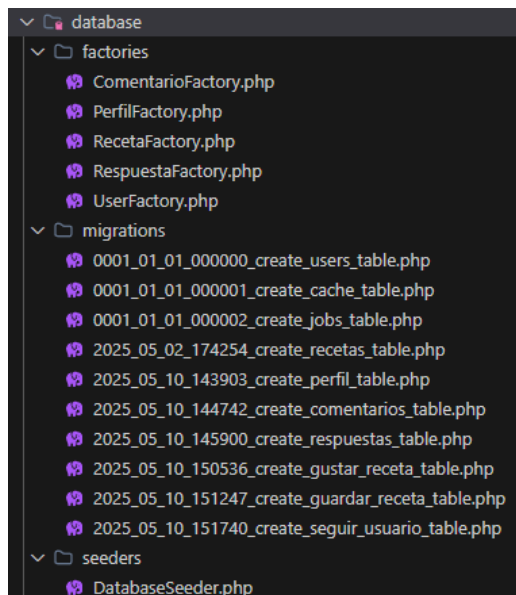 database
factories
ComentarioFactory.php
PerfilFactory.php
RecetaFactory.php
RespuestaFactory.php
UserFactory.php
migrations
0001_01_01_000000_create_users_table.php
0001_01_01_000001_create_cache_table.php
0001_01_01_000002_create_jobs_table.php
2025_05_02_174254_create_recetas_table.php
2025_05_10_143903_create_perfil_table.php
2025_05_10_144742_create_comentarios_table.php
2025_05_10_145900_create_respuestas_table.php
2025_05_10_150536_create_gustar_receta_table.php
2025_05_10_151247_create_guardar_receta_table.php
2025_05_10_151740_create_seguir_usuario_table.php
seeders
DatabaseSeeder.php